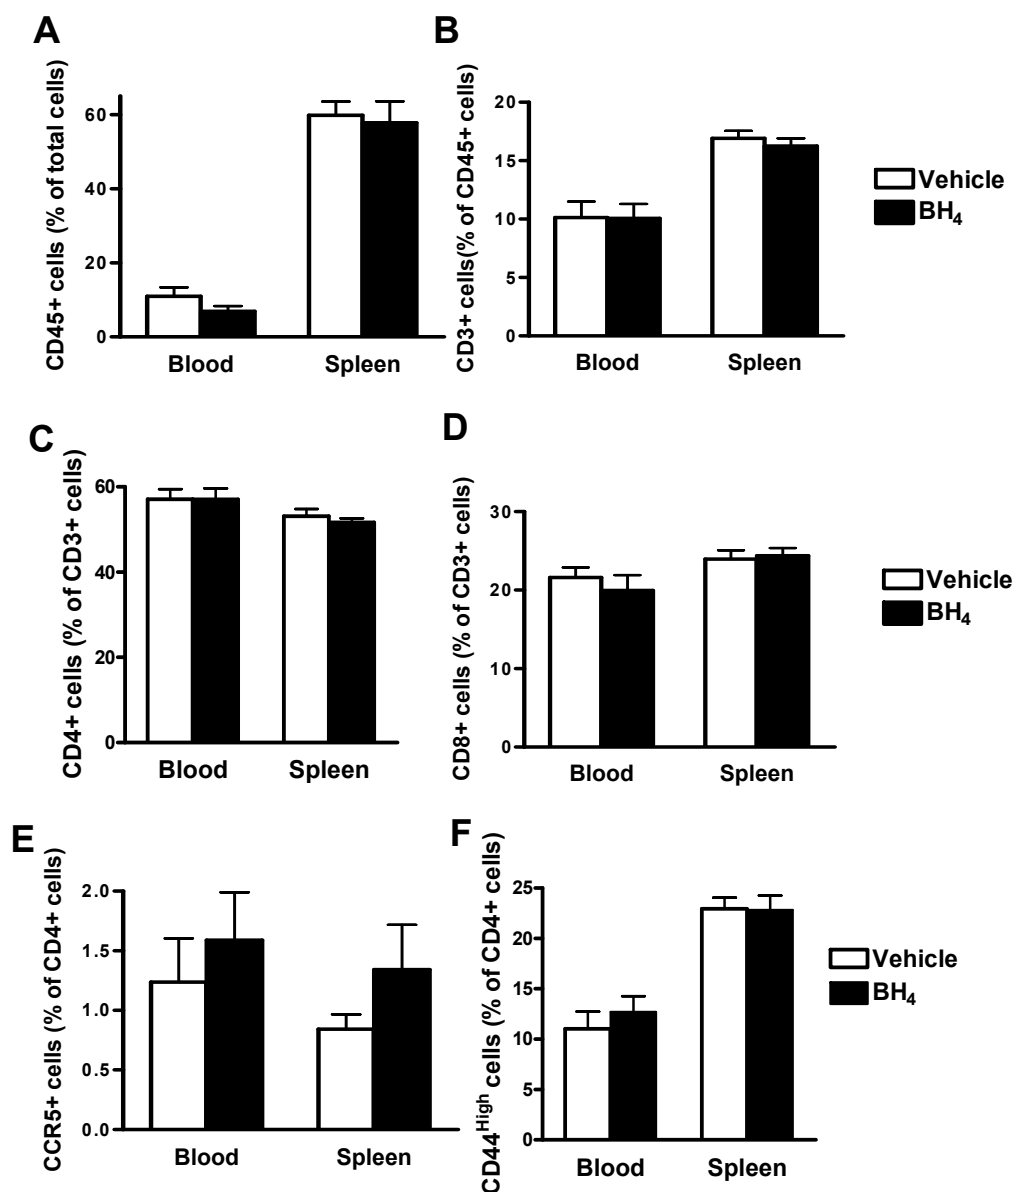 A
CD45+ cells (% of total cells)
60
40
20
0
Blood Spleen
B
CD3+ cells(% of CD45+ cells)
20
15
10
5
0
Blood Spleen
Vehicle
BH4
C
CD4+ cells (% of CD3+ cells)
60
40
20
0
Blood Spleen
D
CD8+ cells (% of CD3+ cells)
30
20
10
0
Blood Spleen
Vehicle
BH4
E
CCR5+ cells (% of CD4+ cells)
2.0
1.5
1.0
0.5
0.0
Blood Spleen
F
CD44High cells (% of CD4+ cells)
25
20
15
10
5
0
Blood Spleen
Vehicle
BH4